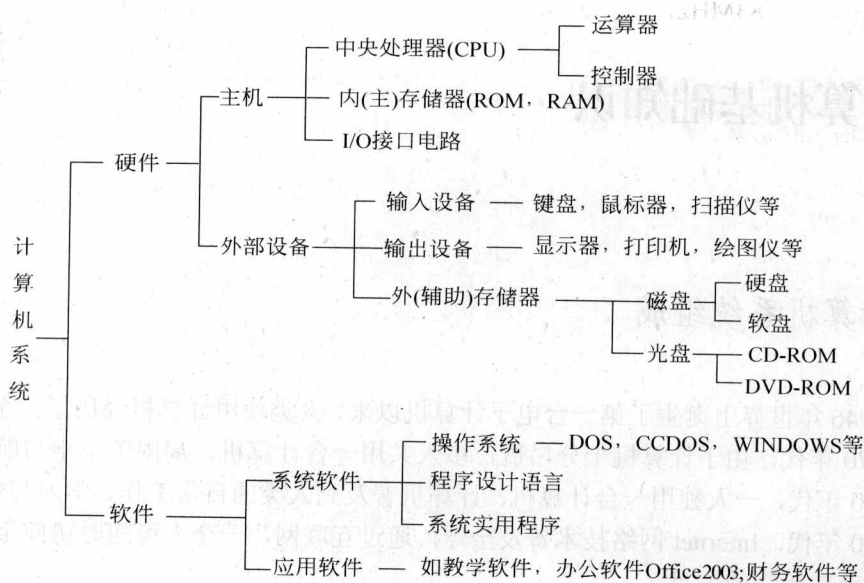 计算机系统
硬件
主机
中央处理器(CPU)
运算器
控制器
内(主)存储器(ROM，RAM)
I/O接口电路
外部设备
输入设备
键盘，鼠标器，扫描仪等
输出设备
显示器，打印机，绘图仪等
外(辅助)存储器
磁盘
硬盘
软盘
光盘
CD-ROM
DVD-ROM
软件
系统软件
操作系统
DOS，CCDOS，WINDOWS等
程序设计语言
系统实用程序
应用软件
如教学软件，办公软件Office2003;财务软件等